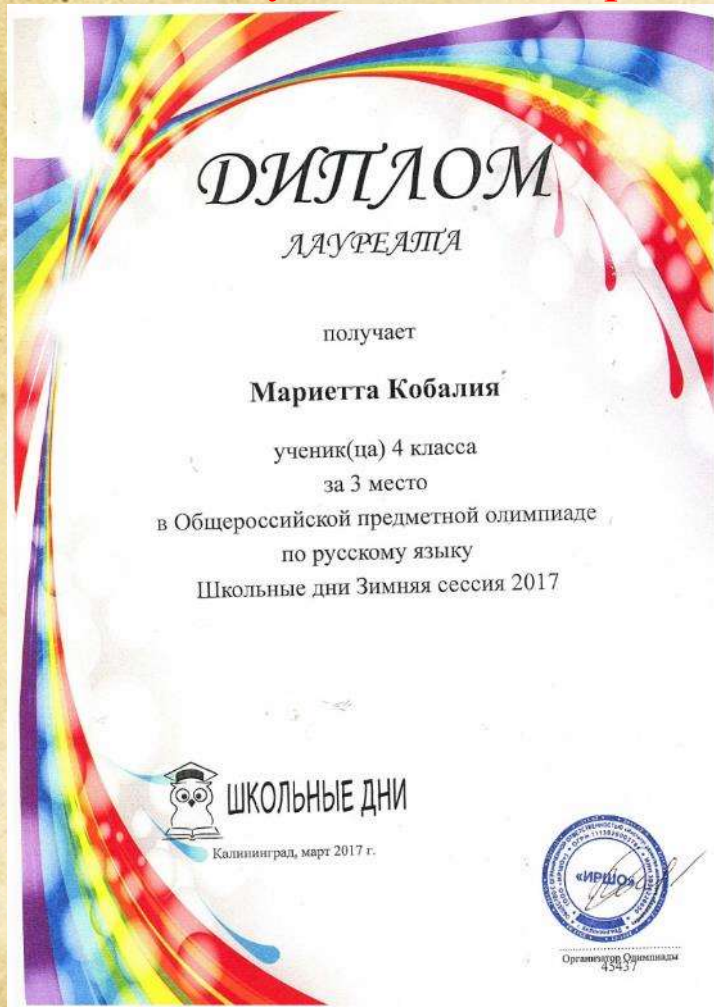 ДИПЛОМ
ЛАУРЕАТА
получает
Мариетта Кобалия
ученик(ца) 4 класса
за 3 место
в Общероссийской предметной олимпиаде
по русскому языку
Школьные дни Зимняя сессия 2017
ШКОЛЬНЫЕ ДНИ
Калининград, март 2017 г.
«ИРШО»
Организатор Олимпиады
45437